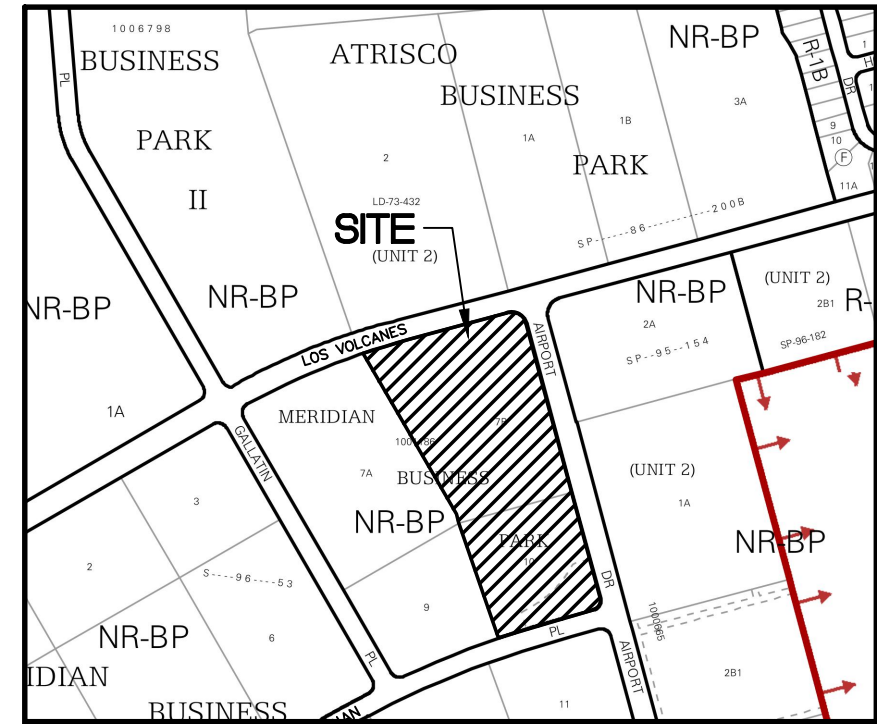 1006798
BUSINESS
PARK
II
PL
ATRISCO
BUSINESS
PARK
NR-BP
R-1B
DR
H
1
1
9
10
F
11A
2
1A
1B
3A
LD-73-432
SITE
(UNIT 2)
SP-----86-----200B
NR-BP
NR-BP
1A
LOS VOLCANES
AIRPORT
NR-BP
2A
SP--95--154
(UNIT 2)
2B1
R-
SP-96-182
MERIDIAN
7B
7A
BUSINESS
NR-BP
PARK
10
9
GALLATIN
PL
3
2
S----96----53
NR-BP
6
IDIAN
BUSINESS
PL
DR
AIRPORT
11
(UNIT 2)
1A
NR-BP
1000665
2B1